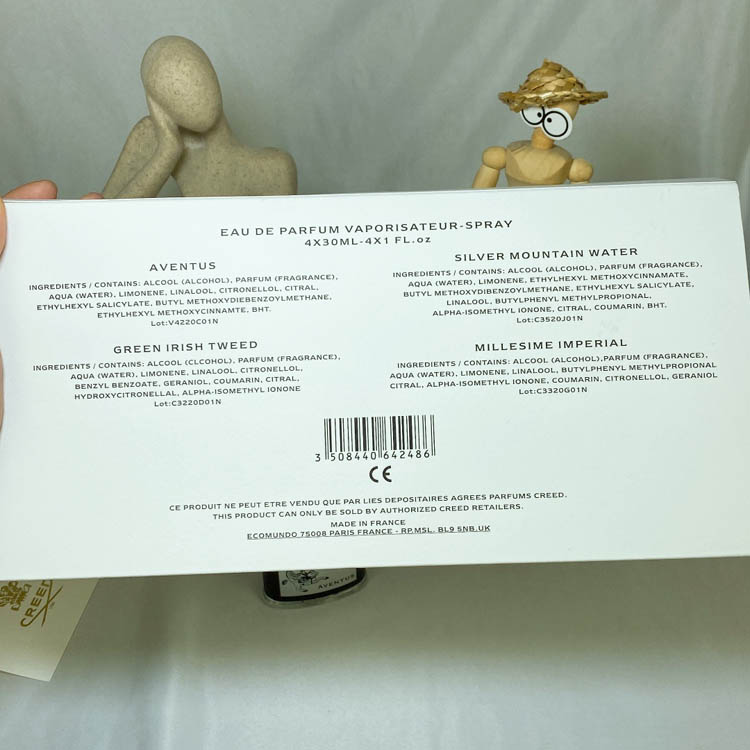 EAU DE PARFUM VAPORISATEUR-SPRAY
4X30ML-4X1 FL.oz
AVENTUS
INGREDIENTS / CONTAINS: ALCOOL (ALCOHOL), PARFUM (FRAGRANCE),
AQUA (WATER), LIMONENE, LINALOOL, CITRONELLOL, CITRAL,
ETHYLHEXYL SALICYLATE, BUTYL METHOXYDIEBENZOYLMETHANE,
ETHYLHEXYL METHOXYCINNAMTE, BHT.
Lot:V4220C01N
SILVER MOUNTAIN WATER
INGREDIENTS / CONTAINS: ALCOOL (ALCOHOL), PARFUM (FRAGRANCE),
AQUA (WATER), LIMONENE, ETHYLHEXYL METHOXYCINNAMATE,
BUTYL METHOXYDIBENZOYLMETHANE, ETHYLHEXYL SALICYLATE,
LINALOOL, BUTYLPHENYL METHYLPROPIONAL,
ALPHA-ISOMETHYL IONONE, CITRAL, COUMARIN, BHT.
Lot:C3520J01N
GREEN IRISH TWEED
INGREDIENTS / CONTAINS: ALCOOL (CLCOHOL), PARFUM (FRAGRANCE),
AQUA (WATER), LIMONENE, LINALOOL, CITRONELLOL,
BENZYL BENZOATE, GERANIOL, COUMARIN, CITRAL,
HYDROXYCITRONELLAL, ALPHA-ISOMETHYL IONONE
Lot:C3220D01N
MILLESIME IMPERIAL
INGREDIENTS / CONTAINS: ALCOOL (ALCOHOL),PARFUM (FRAGRANCE),
AQUA (WATER), LIMONENE, LINALOOL, BUTYLPHENYL METHYLPROPIONAL
CITRAL, ALPHA-ISOMETHYL IONONE, COUMARIN, CITRONELLOL, GERANIOL
Lot:C3320G01N
3 508440 642486
CE
CE PRODUIT NE PEUT ETRE VENDU QUE PAR LIES DEPOSITAIRES AGREES PARFUMS CREED.
THIS PRODUCT CAN ONLY BE SOLD BY AUTHORIZED CREED RETAILERS.
MADE IN FRANCE
ECOMUNDO 75008 PARIS FRANCE - RP.MSL. BL9 5NB.UK
CREED
AVENTUS